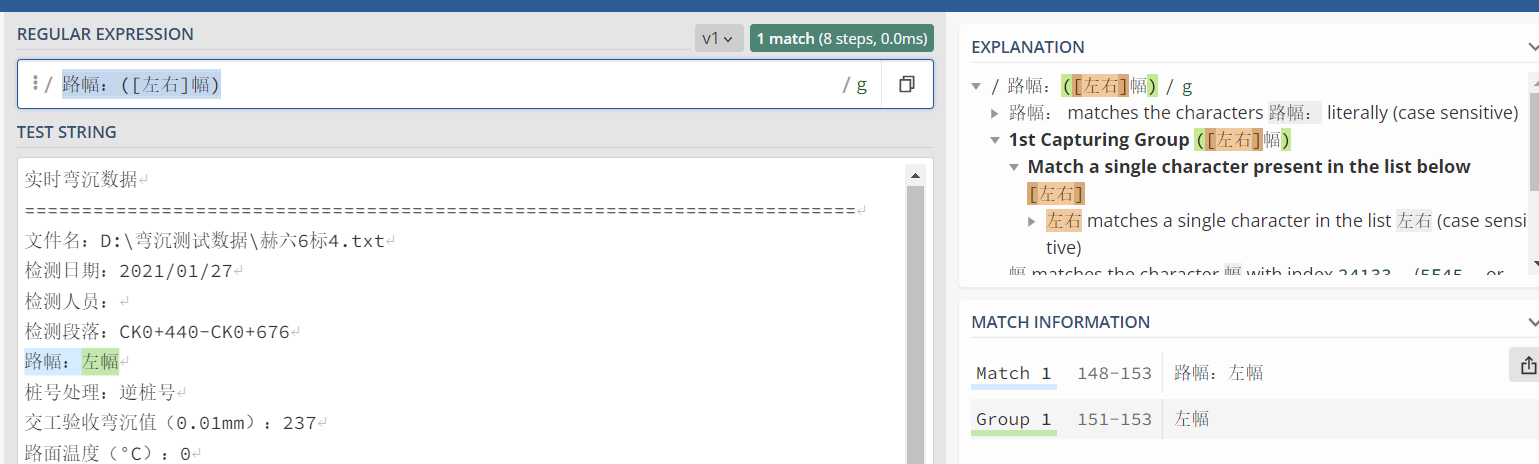 REGULAR EXPRESSION
v1
1 match (8 steps, 0.0ms)
/ 路幅：([左右]幅) / g
TEST STRING
实时弯沉数据
文件名：D:\弯沉测试数据\赫六6标4.txt
检测日期：2021/01/27
检测人员：
检测段落：CK0+440-CK0+676
路幅：左幅
桩号处理：逆桩号
交工验收弯沉值（0.01mm）：237
路面温度（°C）：0
EXPLANATION
/ 路幅：([左右]幅) / g
路幅： matches the characters 路幅： literally (case sensitive)
1st Capturing Group ([左右]幅)
Match a single character present in the list below
[左右]
左右 matches a single character in the list 左右 (case sensi
tive)
幅 matches the character 幅 with index 24133 (5E45 or
MATCH INFORMATION
Match 1 148-153 路幅：左幅
Group 1 151-153 左幅